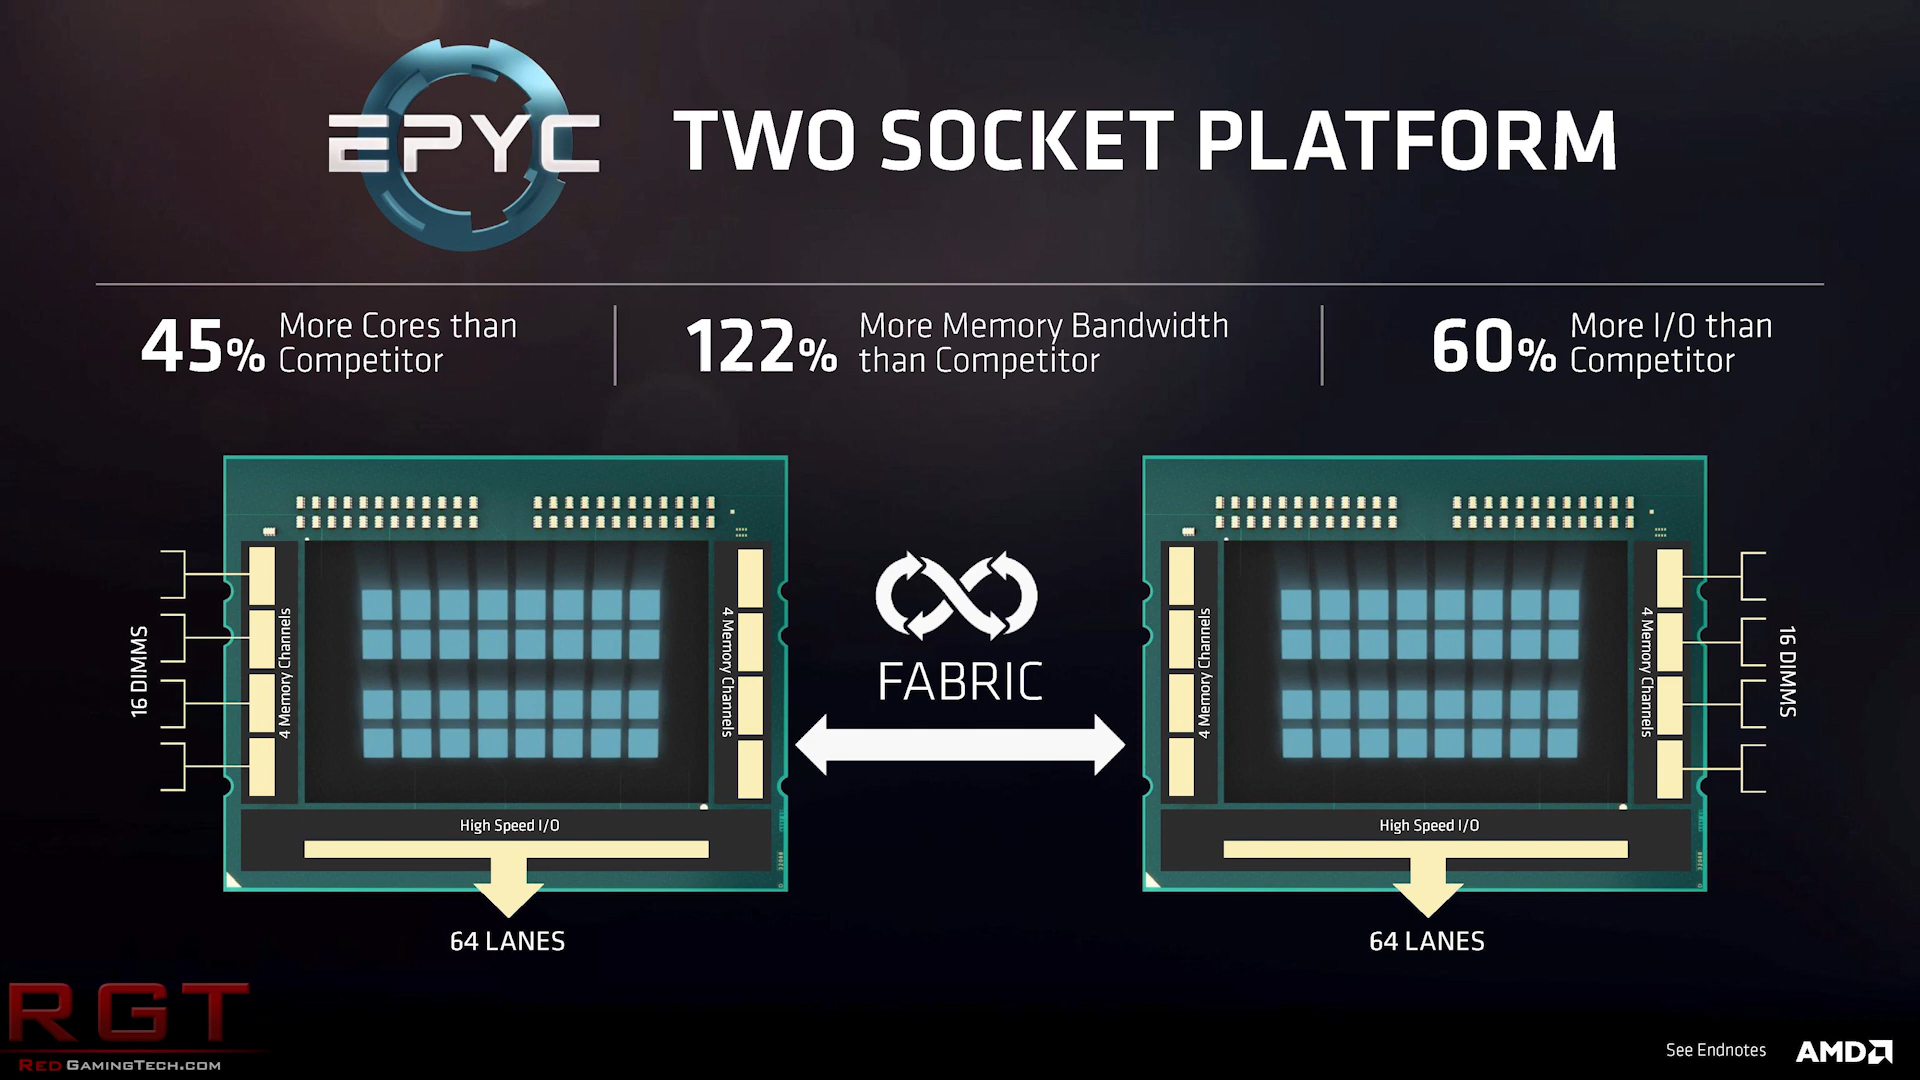 EPYC
TWO SOCKET PLATFORM
45% More Cores than
Competitor
122% More Memory Bandwidth
than Competitor
60% More I/O than
Competitor
16 DIMMS
4 Memory Channels
4 Memory Channels
High Speed I/O
64 LANES
FABRIC
4 Memory Channels
4 Memory Channels
16 DIMMS
High Speed I/O
64 LANES
RGT
REDGAMINGTECH.COM
See Endnotes
AMD